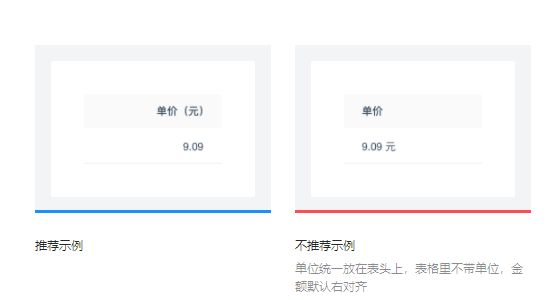 单价（元）
9.09
单价
9.09 元
推荐示例
不推荐示例
单位统一放在表头上，表格里不带单位，金
额默认右对齐